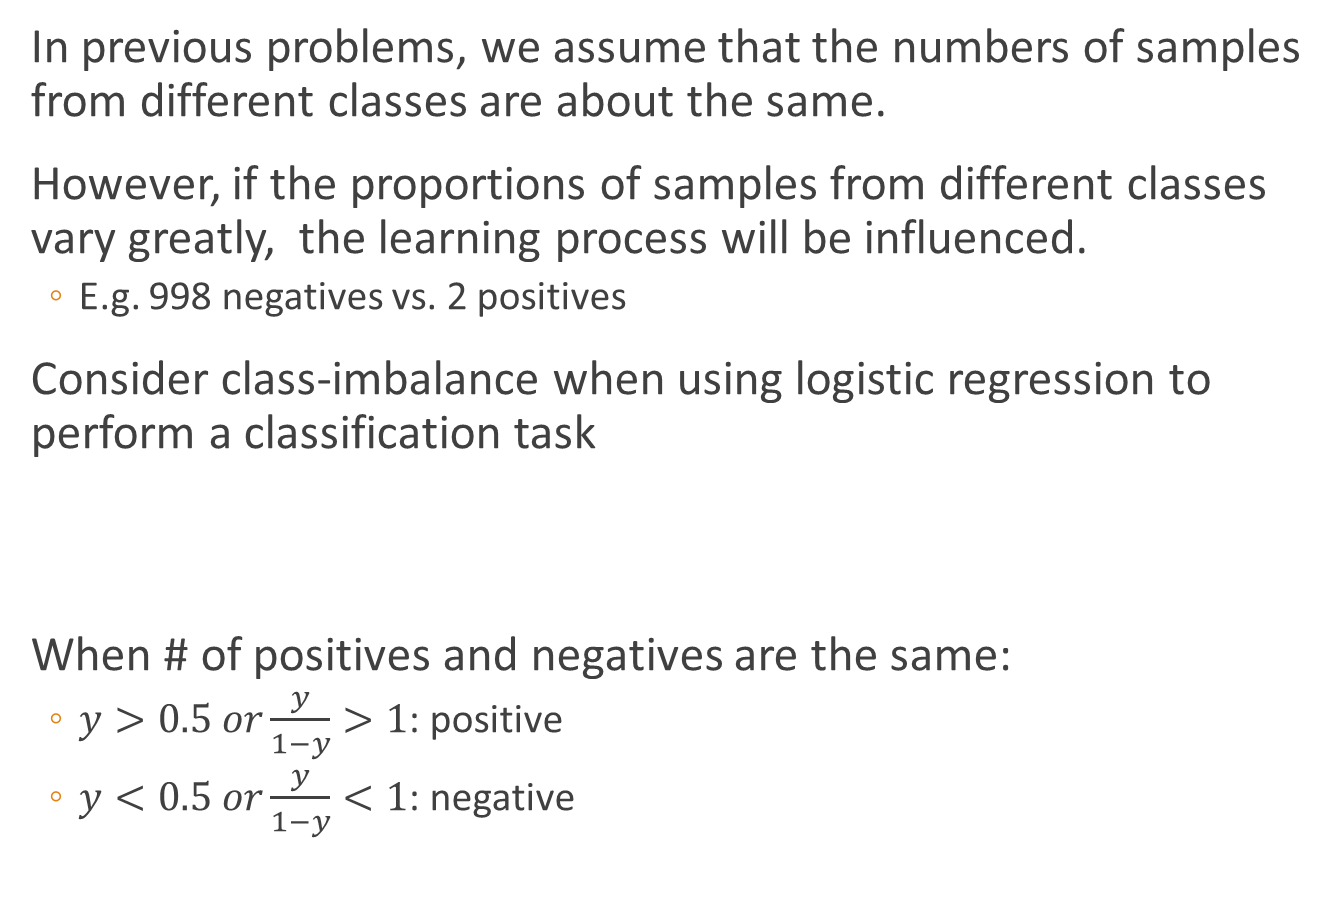 In previous problems, we assume that the numbers of samples
from different classes are about the same.
However, if the proportions of samples from different classes
vary greatly,  the learning process will be influenced.
◦ E.g. 998 negatives vs. 2 positives
Consider class-imbalance when using logistic regression to
perform a classification task
When # of positives and negatives are the same:
◦ y > 0.5 or y/(1−y) > 1: positive
◦ y < 0.5 or y/(1−y) < 1: negative